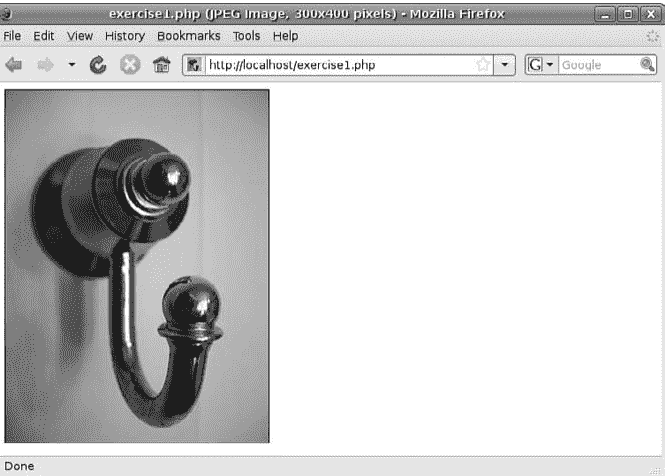 exercise1.php (JPEG Image, 300x400 pixels) - Mozilla Firefox
File Edit View History Bookmarks Tools Help
http://localhost/exercise1.php
G
Google
Done